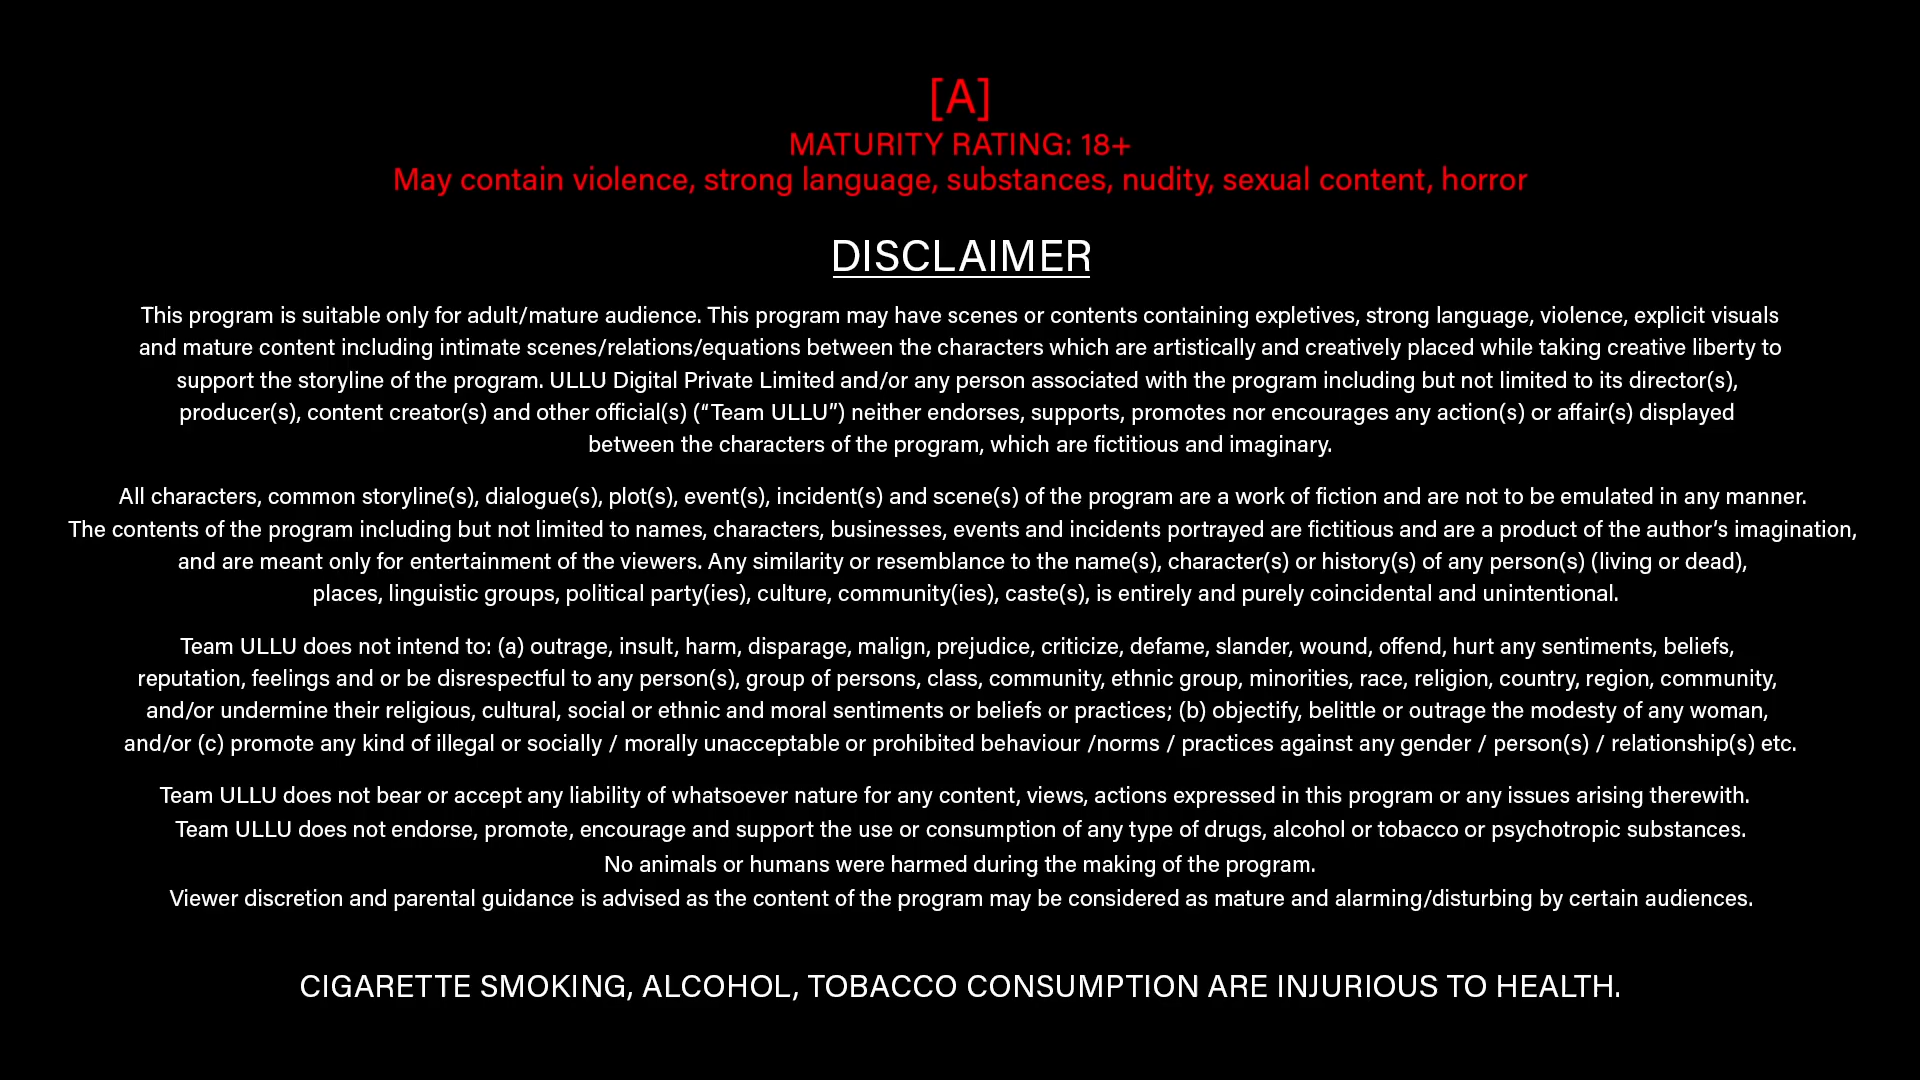 [A]
MATURITY RATING: 18+
May contain violence, strong language, substances, nudity, sexual content, horror
DISCLAIMER
This program is suitable only for adult/mature audience. This program may have scenes or contents containing expletives, strong language, violence, explicit visuals
and mature content including intimate scenes/relations/equations between the characters which are artistically and creatively placed while taking creative liberty to
support the storyline of the program. ULLU Digital Private Limited and/or any person associated with the program including but not limited to its director(s),
producer(s), content creator(s) and other official(s) (“Team ULLU”) neither endorses, supports, promotes nor encourages any action(s) or affair(s) displayed
between the characters of the program, which are fictitious and imaginary.
All characters, common storyline(s), dialogue(s), plot(s), event(s), incident(s) and scene(s) of the program are a work of fiction and are not to be emulated in any manner.
The contents of the program including but not limited to names, characters, businesses, events and incidents portrayed are fictitious and are a product of the author’s imagination,
and are meant only for entertainment of the viewers. Any similarity or resemblance to the name(s), character(s) or history(s) of any person(s) (living or dead),
places, linguistic groups, political party(ies), culture, community(ies), caste(s), is entirely and purely coincidental and unintentional.
Team ULLU does not intend to: (a) outrage, insult, harm, disparage, malign, prejudice, criticize, defame, slander, wound, offend, hurt any sentiments, beliefs,
reputation, feelings and or be disrespectful to any person(s), group of persons, class, community, ethnic group, minorities, race, religion, country, region, community,
and/or undermine their religious, cultural, social or ethnic and moral sentiments or beliefs or practices; (b) objectify, belittle or outrage the modesty of any woman,
and/or (c) promote any kind of illegal or socially / morally unacceptable or prohibited behaviour /norms / practices against any gender / person(s) / relationship(s) etc.
Team ULLU does not bear or accept any liability of whatsoever nature for any content, views, actions expressed in this program or any issues arising therewith.
Team ULLU does not endorse, promote, encourage and support the use or consumption of any type of drugs, alcohol or tobacco or psychotropic substances.
No animals or humans were harmed during the making of the program.
Viewer discretion and parental guidance is advised as the content of the program may be considered as mature and alarming/disturbing by certain audiences.
CIGARETTE SMOKING, ALCOHOL, TOBACCO CONSUMPTION ARE INJURIOUS TO HEALTH.